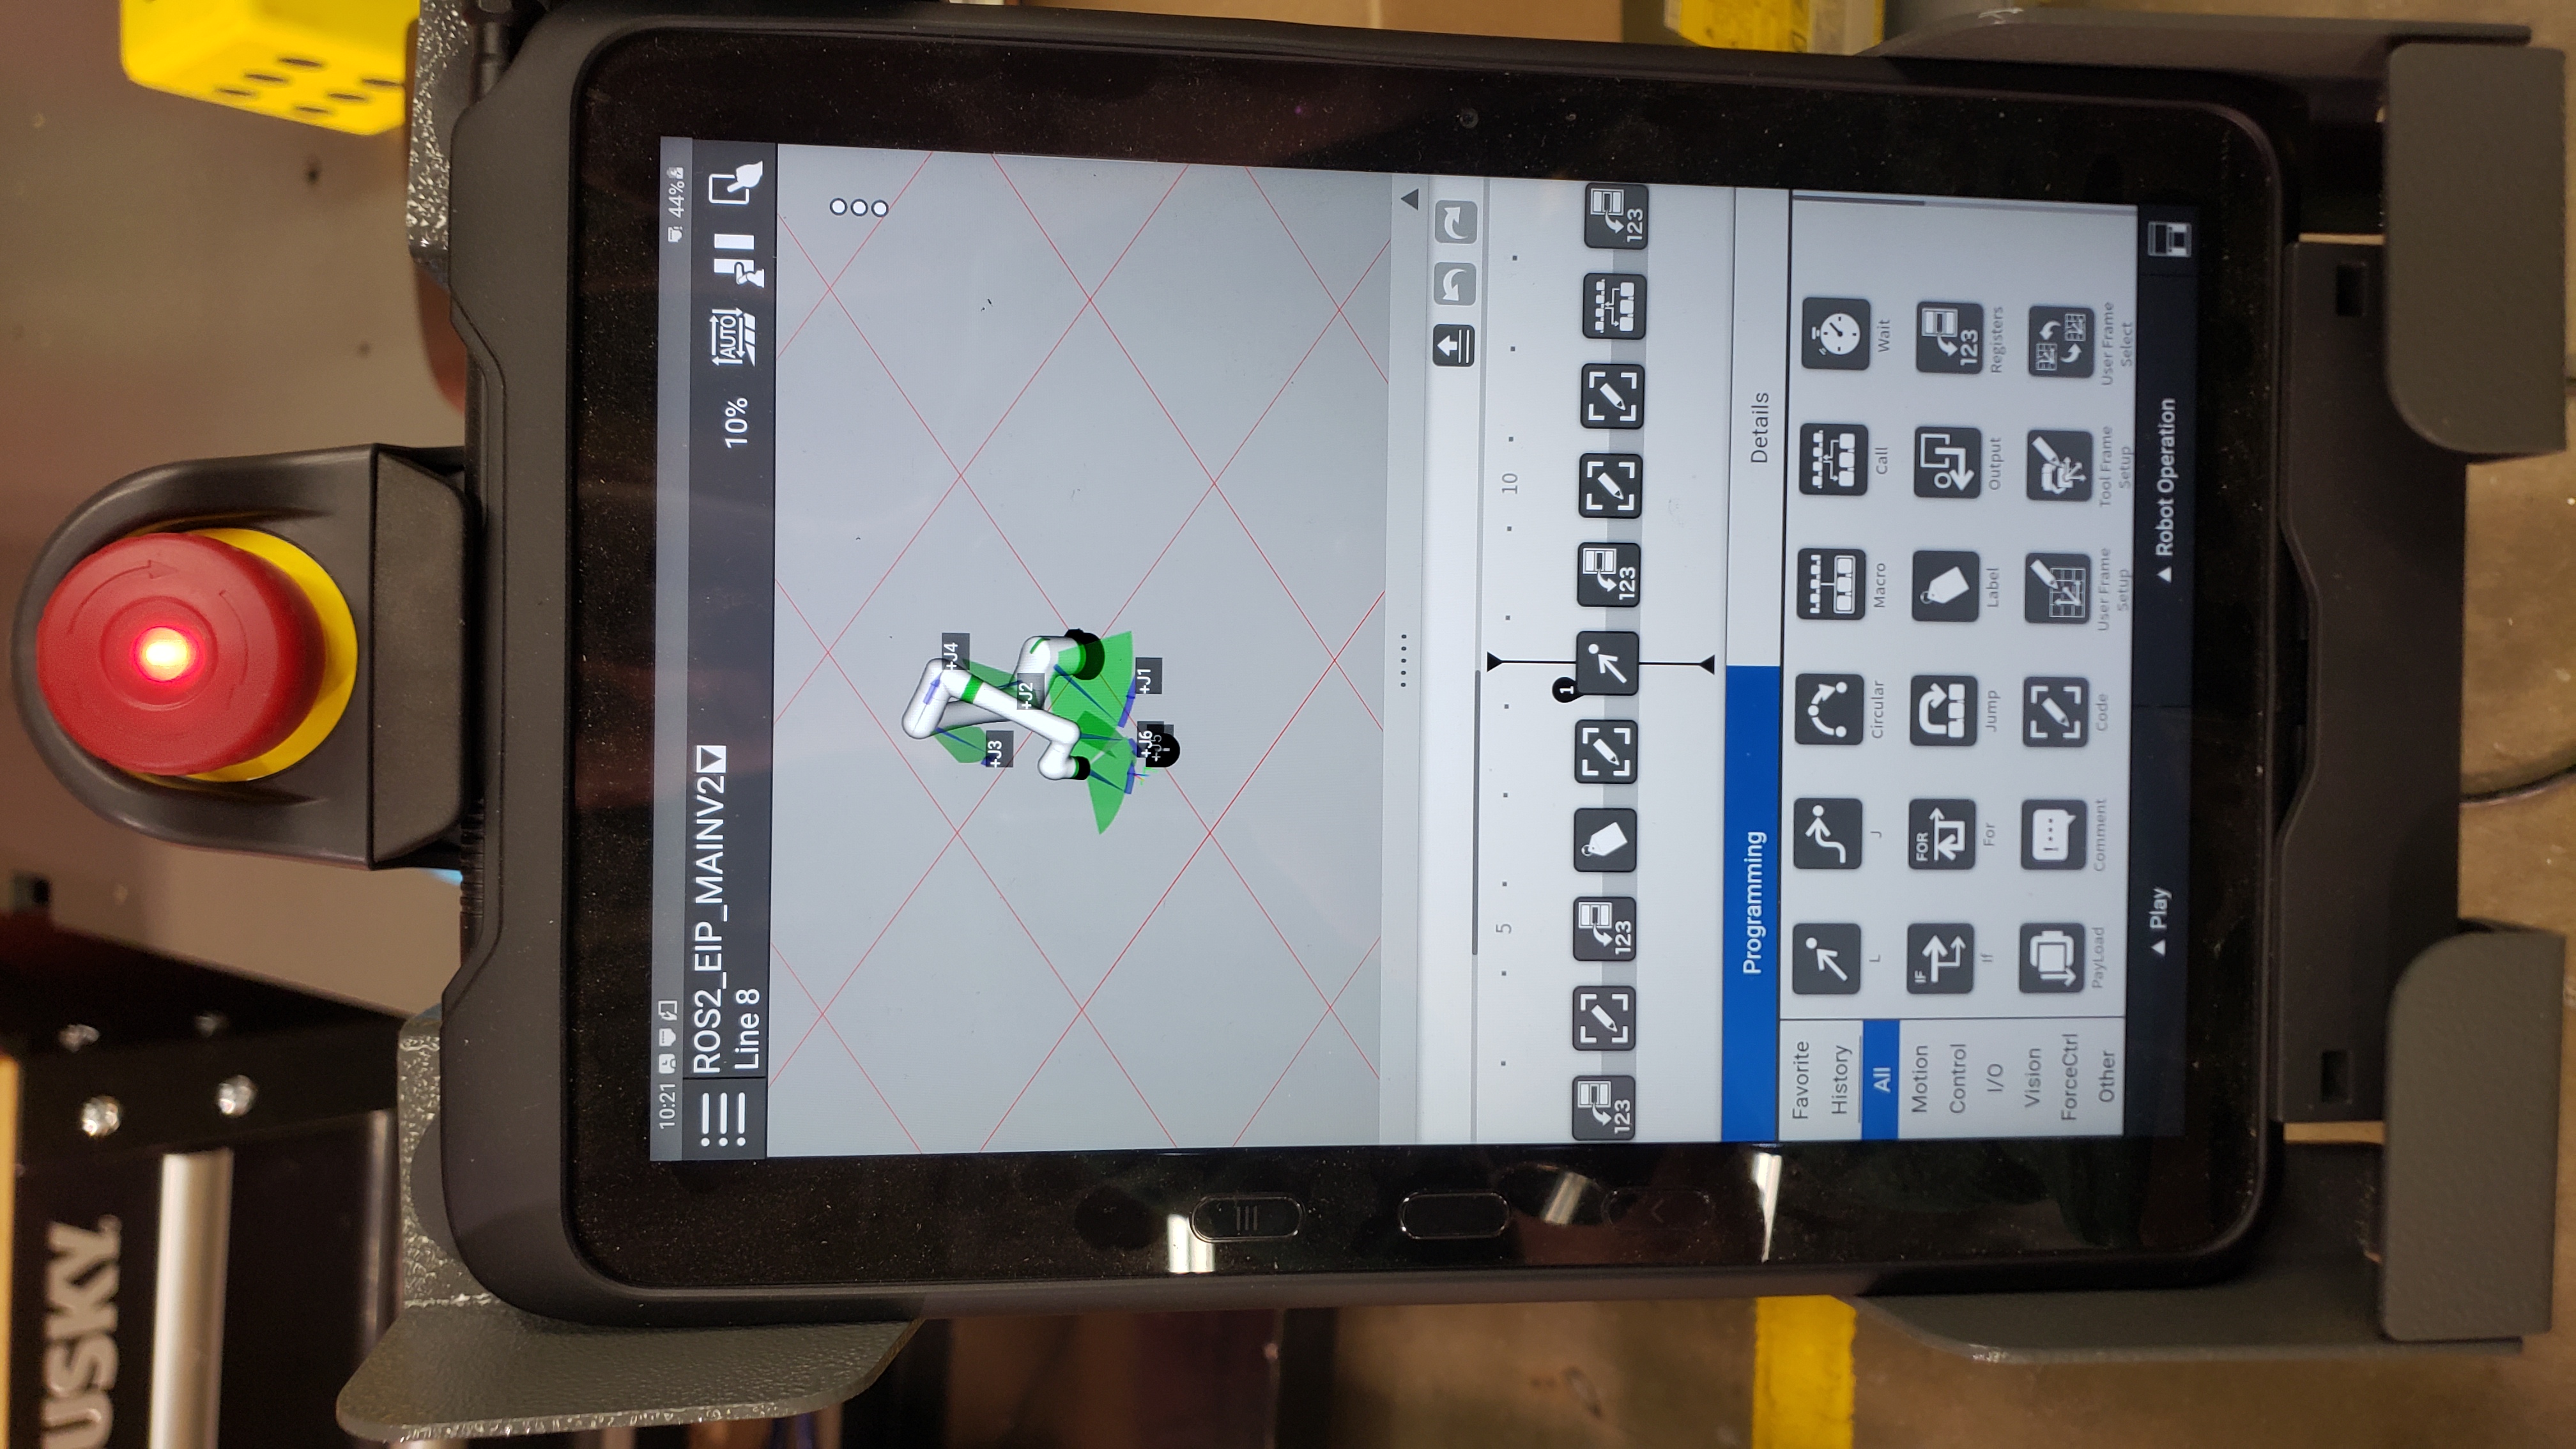 USKY
10:21
44%
ROS2_EIP_MAINV2
Line 8
10%
AUTO
+J4
+J3
+J2
+J6
+J5
+J1
5
10
1
123
123
123
123
Programming
Details
Favorite
History
All
Motion
Control
I/O
Vision
ForceCtrl
Other
L
J
Circular
Macro
Call
Wait
IF
If
FOR
For
Jump
Label
Output
123
Registers
PayLoad
Comment
Code
User Frame
Setup
Tool Frame
Setup
User Frame
Select
Play
Robot Operation